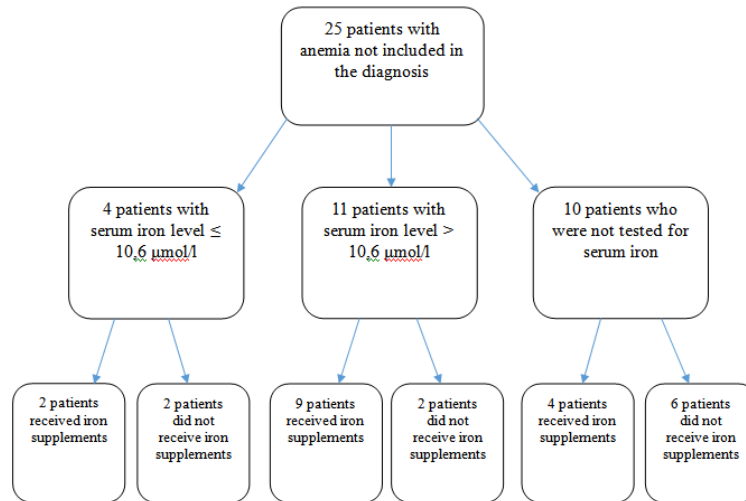 25 patients with
anemia not included in
the diagnosis
4 patients with
serum iron level ≤
10,6 µmol/l
11 patients with
serum iron level >
10,6 µmol/l
10 patients who
were not tested for
serum iron
2 patients
received iron
supplements
2 patients
did not
receive iron
supplements
9 patients
received iron
supplements
2 patients
did not
receive iron
supplements
4 patients
received iron
supplements
6 patients
did not
receive iron
supplements